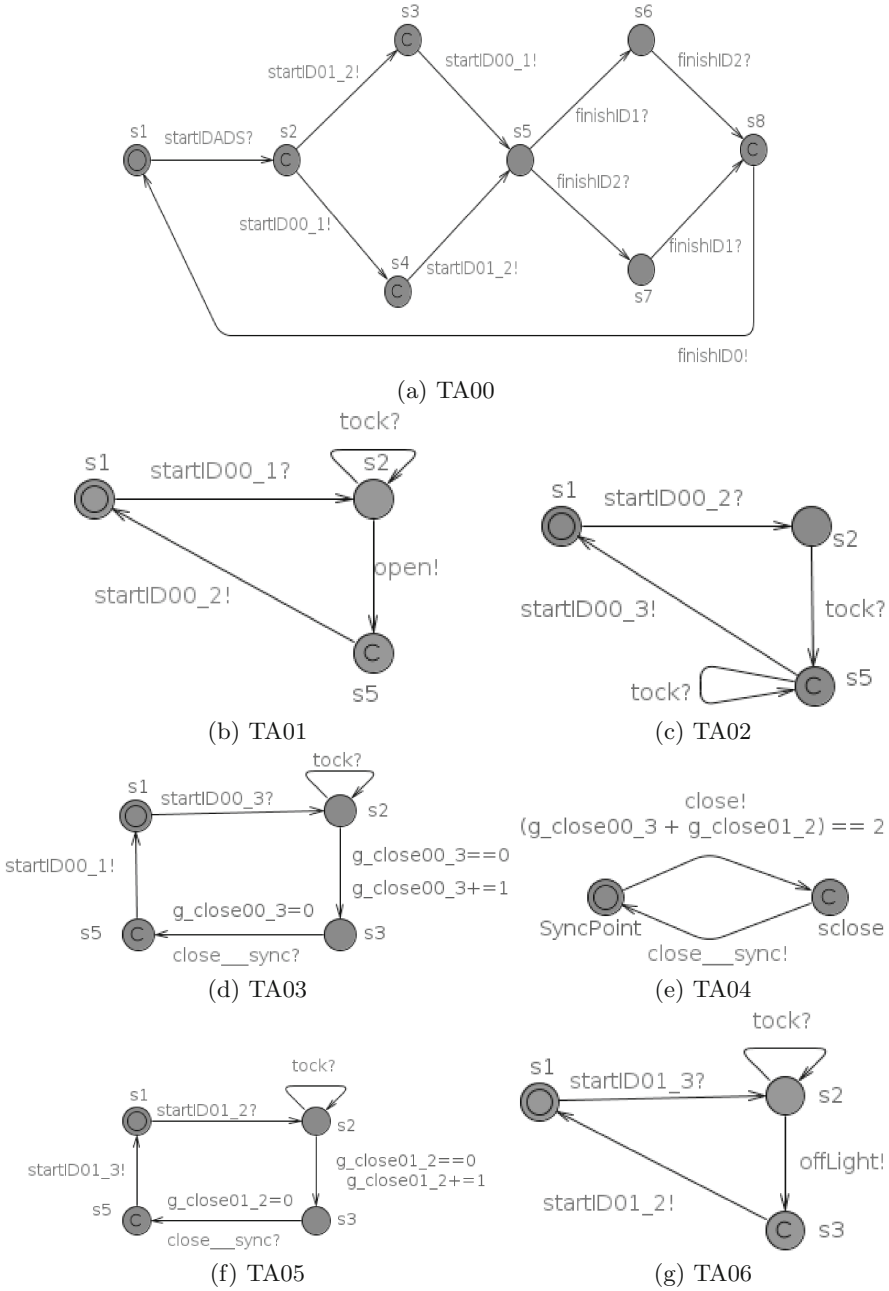 s3
s6
startID01_2!
startID00_1!
finishID2?
s1
startIDADS?
s2
C
s5
finishID1?
s8
C
C
finishID2?
startID00_1!
s4
startID01_2!
finishID1?
C
s7
finishID0!
(a) TA00
tock?
s1
startID00_1?
s2
open!
startID00_2!
C
s5
(b) TA01
s1
startID00_2?
s2
startID00_3!
tock?
tock?
C
s5
(c) TA02
tock?
s1
startID00_3?
s2
startID00_1!
g_close00_3==0
g_close00_3+=1
g_close00_3=0
s5
C
s3
close__sync?
(d) TA03
close!
(g_close00_3 + g_close01_2) == 2
C
SyncPoint
sclose
close__sync!
(e) TA04
tock?
s1
startID01_2?
s2
startID01_3!
g_close01_2==0
g_close01_2+=1
g_close01_2=0
s5
C
s3
close__sync?
(f) TA05
tock?
s1
startID01_3?
s2
offLight!
startID01_2!
C
s3
(g) TA06